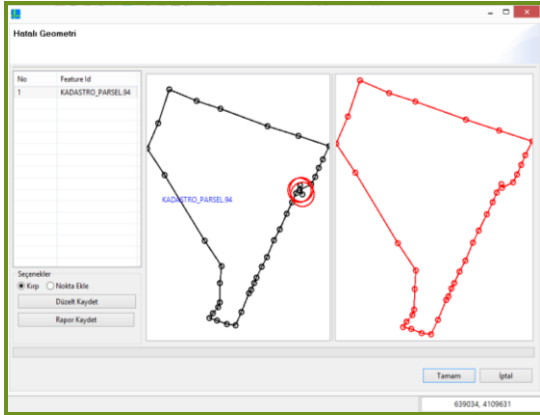 Hatalı Geometri
No Feature Id
1 KADASTRO_PARSEL.94
KADASTRO_PARSEL.94
Seçenekler
Kırp Nokta Ekle
Düzelt Kaydet
Rapor Kaydet
Tamam İptal
639034, 4109631